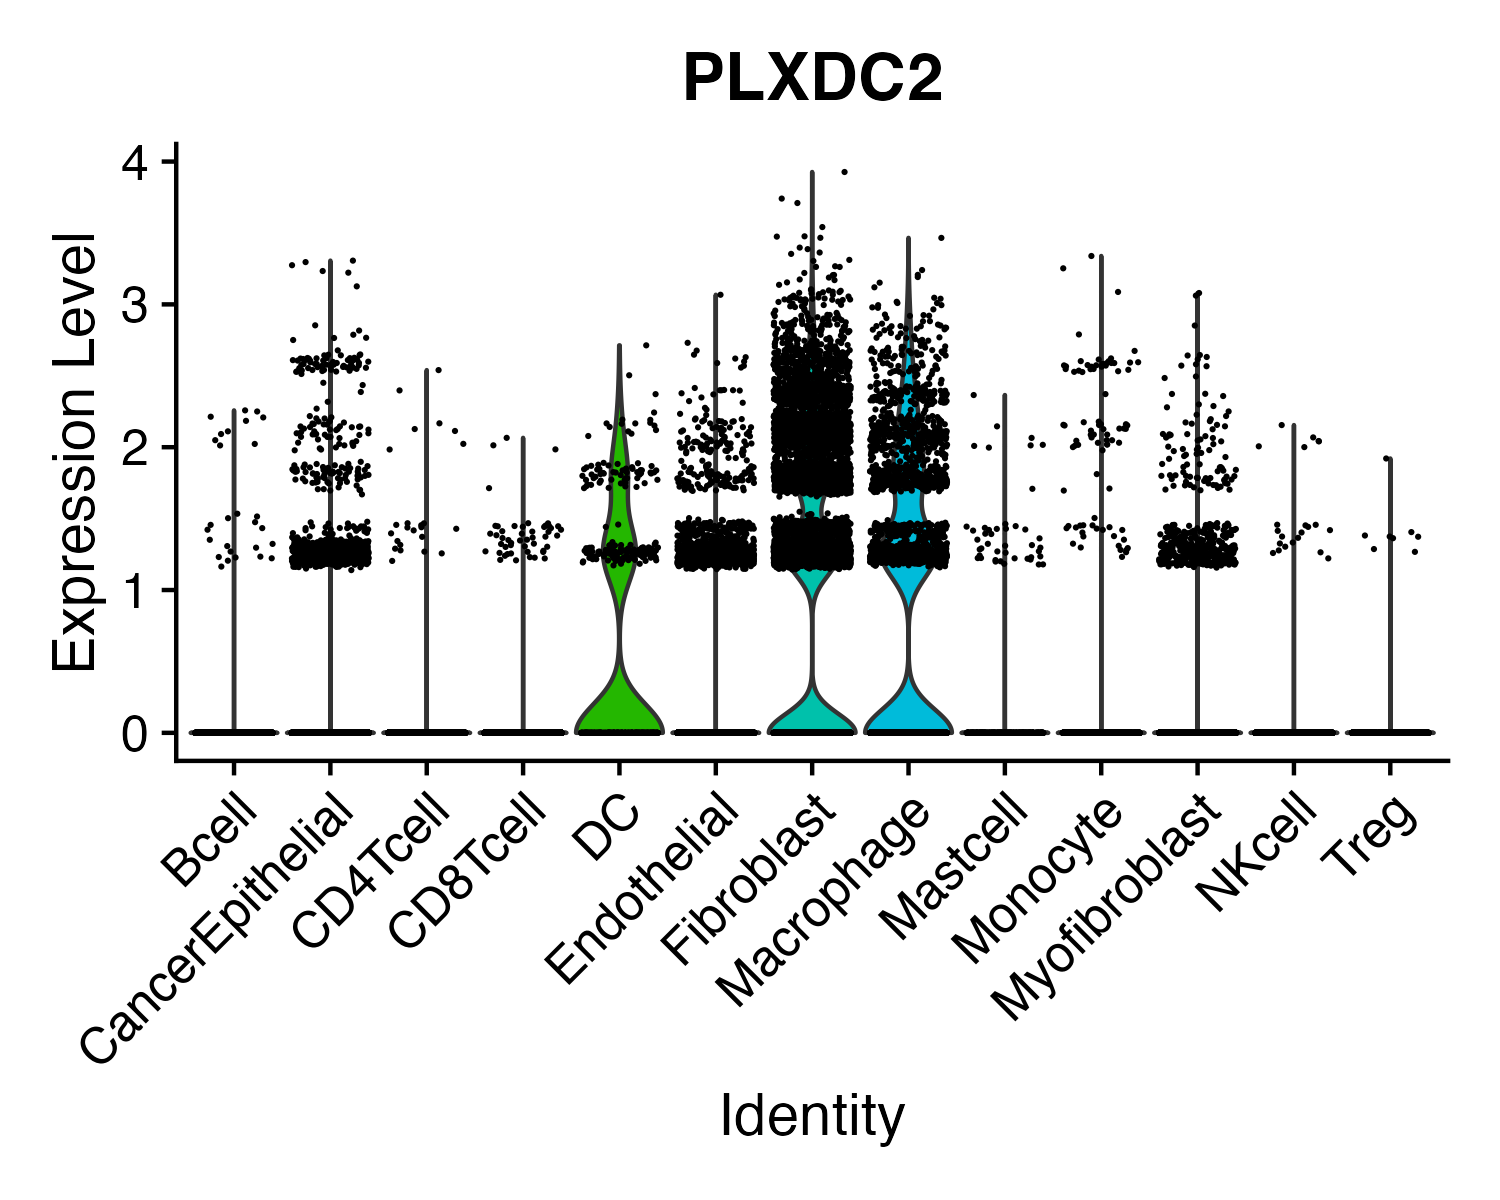 PLXDC2
Expression Level
4
3
2
1
0
Bcell
CancerEpithelial
CD4Tcell
CD8Tcell
DC
Endothelial
Fibroblast
Macrophage
Mastcell
Monocyte
Myofibroblast
NKcell
Treg
Identity